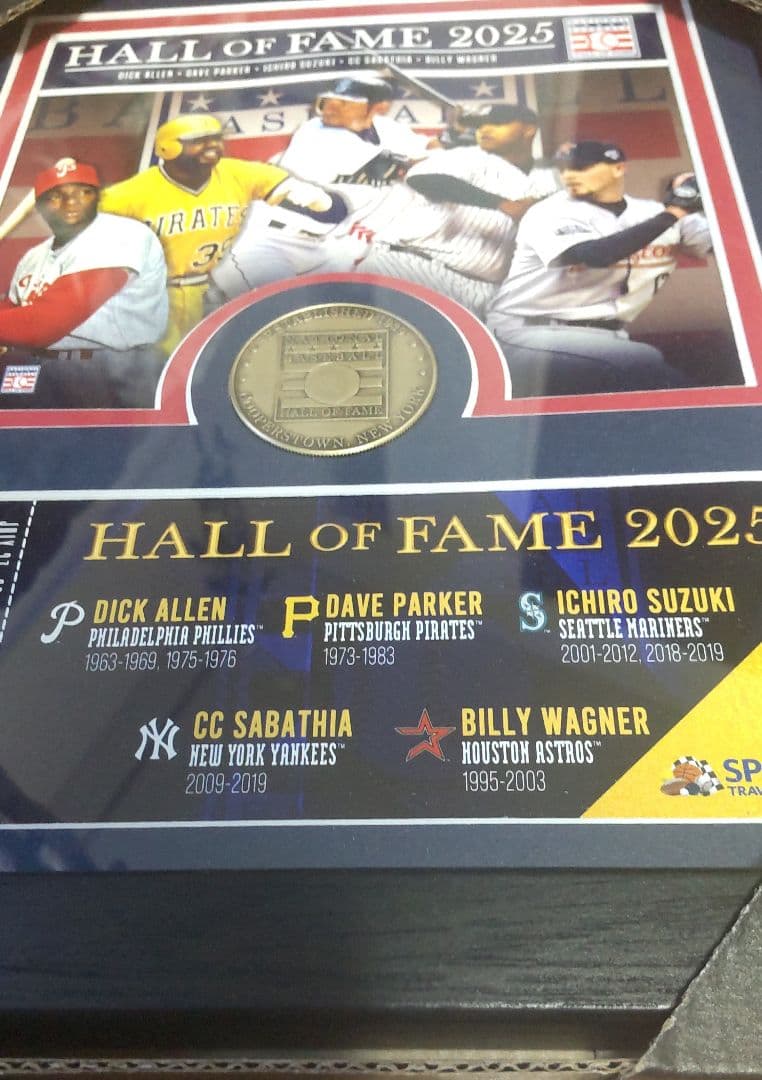 HALL OF FAME 2025
DICK ALLEN • DAVE PARKER • ICHIRO SUZUKI • CC SABATHIA • BILLY WAGNER
BASEBALL
PIRATES
39
ESTABLISHED
NATIONAL
BASEBALL
HALL OF FAME
COOPERSTOWN, NEW YORK
HALL OF FAME 2025
DICK ALLEN
PHILADELPHIA PHILLIES™
1963-1969, 1975-1976
DAVE PARKER
PITTSBURGH PIRATES™
1973-1983
ICHIRO SUZUKI
SEATTLE MARINERS™
2001-2012, 2018-2019
CC SABATHIA
NEW YORK YANKEES™
2009-2019
BILLY WAGNER
HOUSTON ASTROS™
1995-2003
SP
TRAV